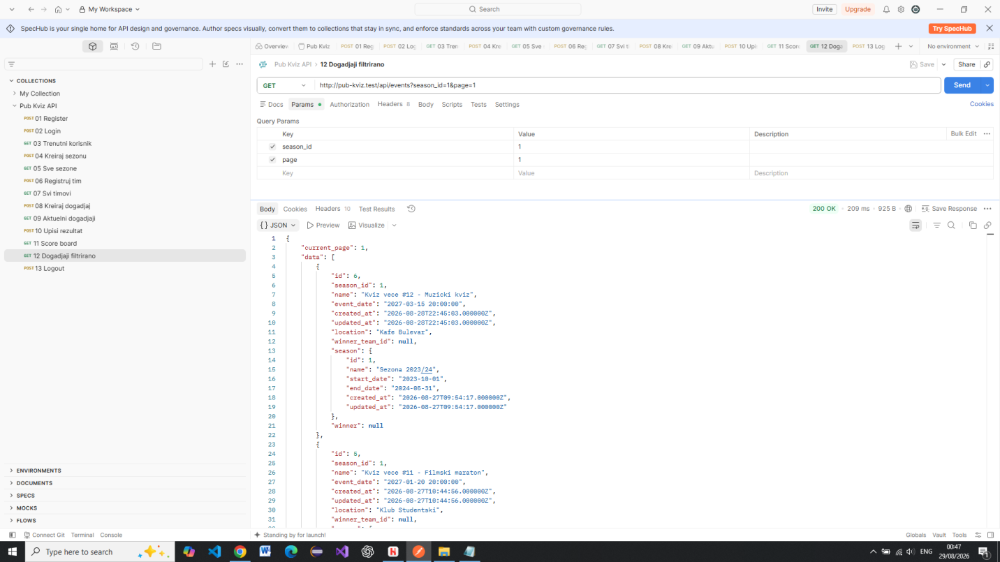 My Workspace
Search
Invite
Upgrade
SpecHub is your single home for API design and governance. Author specs visually, convert them to collections that stay in sync, and enforce standards across your team with custom governance rules.
Try SpecHub
Overview
Pub Kviz
POST 01 Reg
POST 02 Log
GET 03 Tren
POST 04 Kre
GET 05 Sve
POST 06 Reg
GET 07 Svi ti
POST 08 Kre
GET 09 Aktu
POST 10 Upi
GET 11 Score
GET 12 Doga
POST 13 Log
No environment
COLLECTIONS
My Collection
Pub Kviz API
POST 01 Register
POST 02 Login
GET 03 Trenutni korisnik
POST 04 Kreiraj sezonu
GET 05 Sve sezone
POST 06 Registruj tim
GET 07 Svi timovi
POST 08 Kreiraj dogadjaj
GET 09 Aktuelni dogadjaji
POST 10 Upisi rezultat
GET 11 Score board
GET 12 Dogadjaji filtrirano
POST 13 Logout
ENVIRONMENTS
DOCUMENTS
SPECS
MOCKS
FLOWS
HTTP Pub Kviz API > 12 Dogadjaji filtrirano
Save
Share
GET http://pub-kviz.test/api/events?season_id=1&page=1
Send
Docs Params Authorization Headers 8 Body Scripts Tests Settings
Cookies
Query Params
Key Value Description Bulk Edit
season_id 1
page 1
Key Value Description
Body Cookies Headers 10 Test Results
200 OK • 209 ms • 925 B
Save Response
{} JSON Preview Visualize
1 {
2 "current_page": 1,
3 "data": [
4 {
5 "id": 6,
6 "season_id": 1,
7 "name": "Kviz vece #12 - Muzicki kviz",
8 "event_date": "2027-03-15 20:00:00",
9 "created_at": "2026-08-28T22:45:03.000000Z",
10 "updated_at": "2026-08-28T22:45:03.000000Z",
11 "location": "Kafe Bulevar",
12 "winner_team_id": null,
13 "season": {
14 "id": 1,
15 "name": "Sezona 2023/24",
16 "start_date": "2023-10-01",
17 "end_date": "2024-05-31",
18 "created_at": "2026-08-27T09:54:17.000000Z",
19 "updated_at": "2026-08-27T09:54:17.000000Z"
20 },
21 "winner": null
22 },
23 {
24 "id": 5,
25 "season_id": 1,
26 "name": "Kviz vece #11 - Filmski maraton",
27 "event_date": "2027-01-20 20:00:00",
28 "created_at": "2026-08-27T10:44:56.000000Z",
29 "updated_at": "2026-08-27T10:44:56.000000Z",
30 "location": "Klub Studentski",
31 "winner_team_id": null,
Connect Git Terminal Console
Standing by for launch!
Globals Vault Tools
Type here to search
ENG
00:47
29/08/2026
1